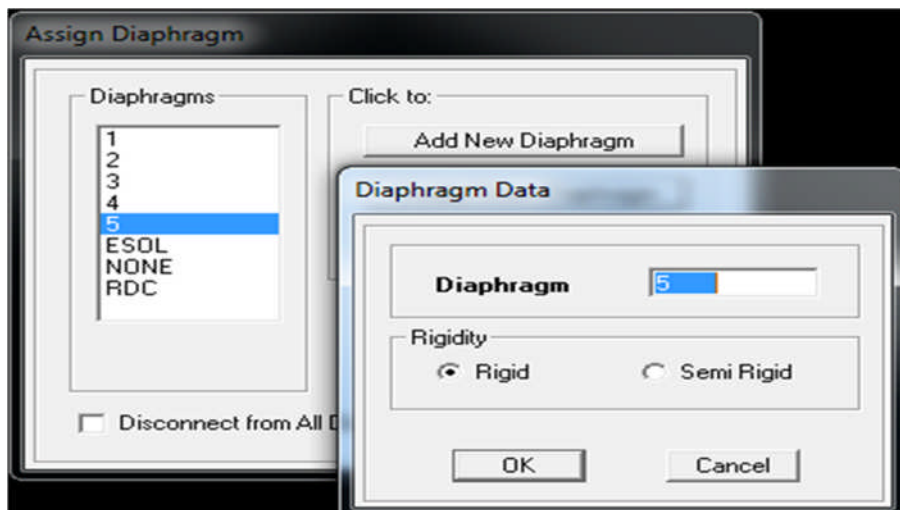 Assign Diaphragm
Diaphragms
1
2
3
4
5
ESOL
NONE
RDC
Click to:
Add New Diaphragm
Disconnect from All
Diaphragm Data
Diaphragm
5
Rigidity
Rigid
Semi Rigid
OK
Cancel